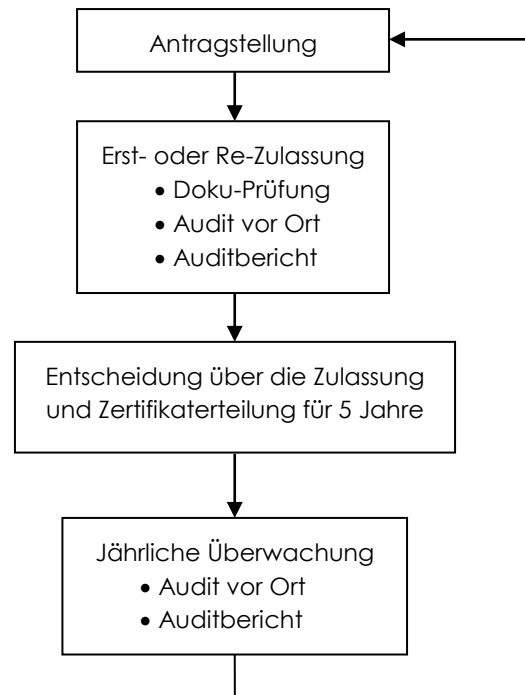 Antragstellung
Erst- oder Re-Zulassung
• Doku-Prüfung
• Audit vor Ort
• Auditbericht
Entscheidung über die Zulassung
und Zertifikaterteilung für 5 Jahre
Jährliche Überwachung
• Audit vor Ort
• Auditbericht